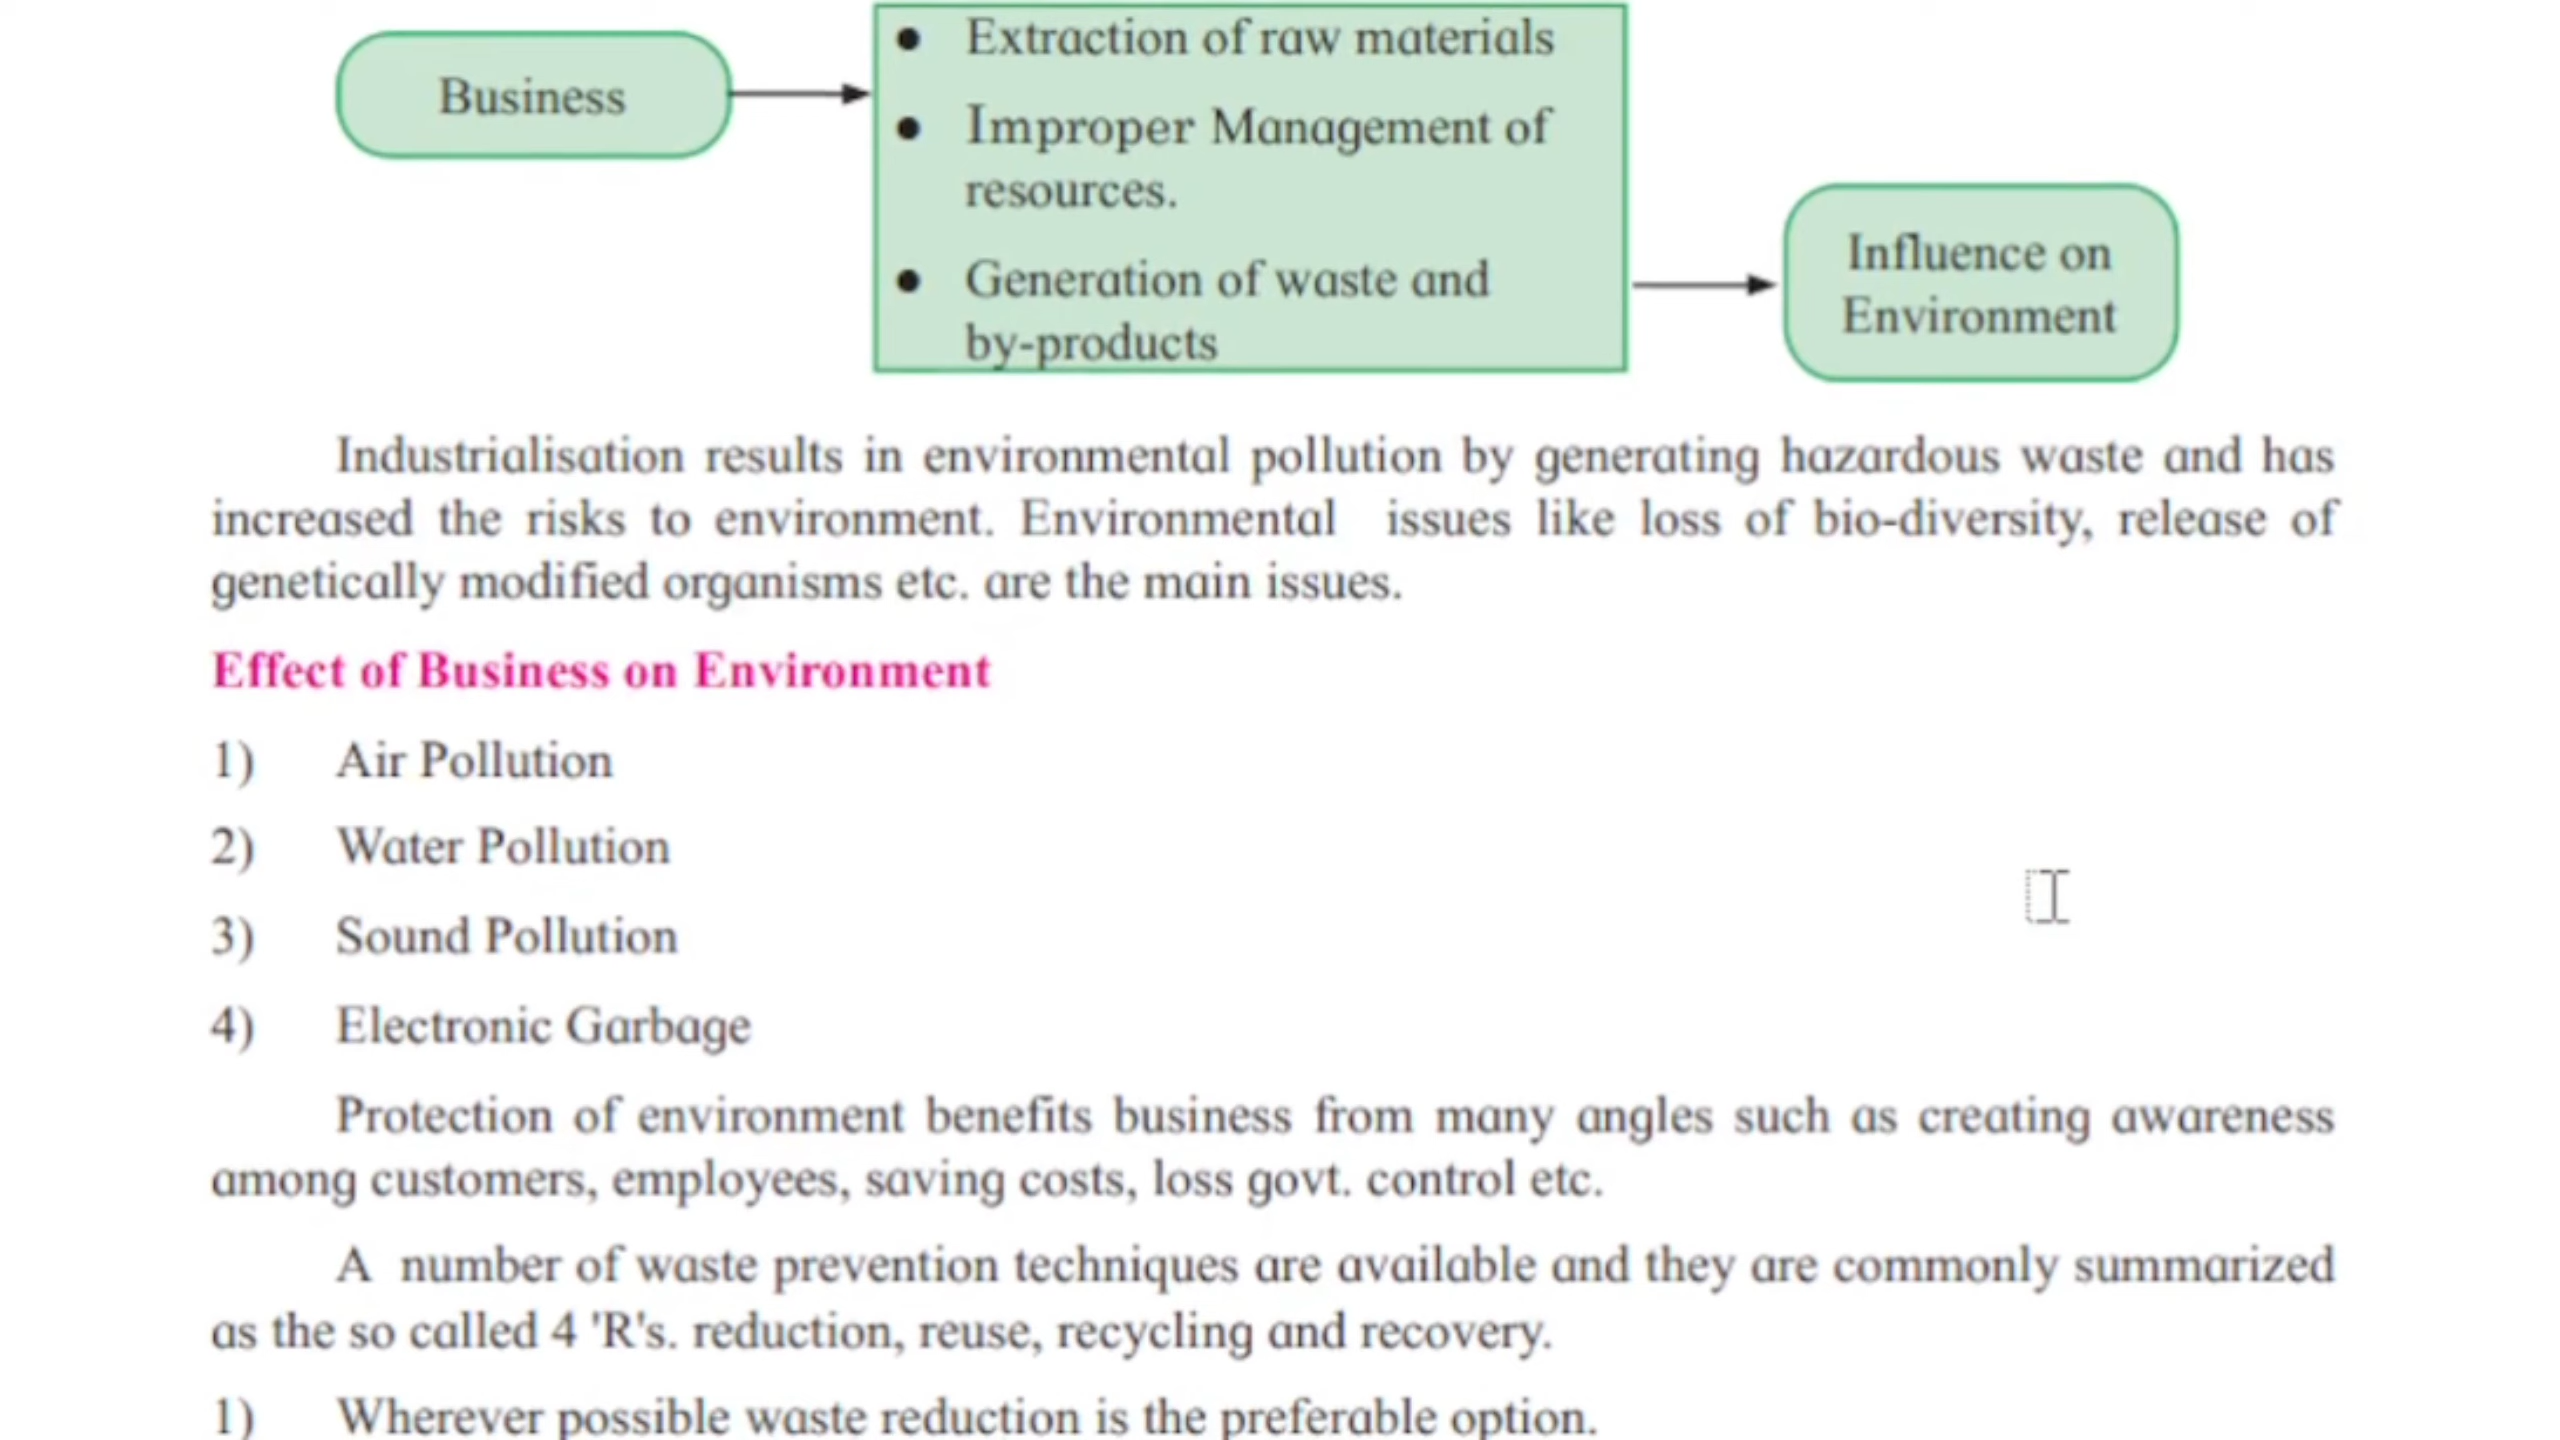 Business
• Extraction of raw materials
• Improper Management of
resources.
• Generation of waste and
by-products
Influence on
Environment
Industrialisation results in environmental pollution by generating hazardous waste and has
increased the risks to environment. Environmental issues like loss of bio-diversity, release of
genetically modified organisms etc. are the main issues.
Effect of Business on Environment
1) Air Pollution
2) Water Pollution
3) Sound Pollution
4) Electronic Garbage
Protection of environment benefits business from many angles such as creating awareness
among customers, employees, saving costs, loss govt. control etc.
A number of waste prevention techniques are available and they are commonly summarized
as the so called 4 'R's. reduction, reuse, recycling and recovery.
1) Wherever possible waste reduction is the preferable option.